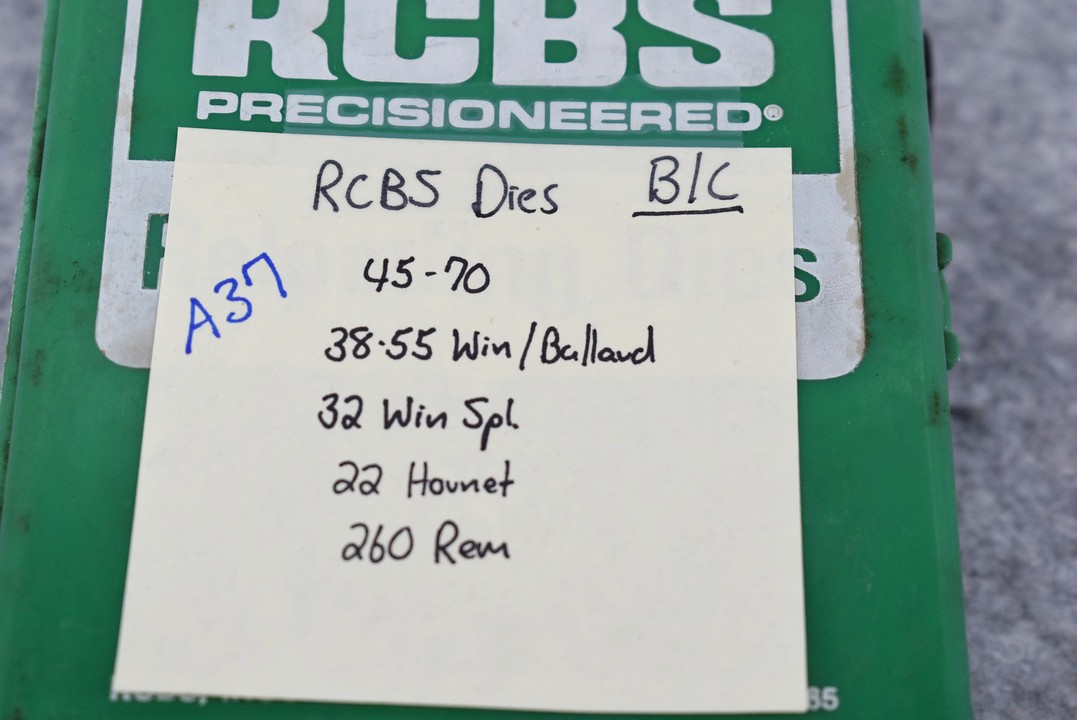 RCBS
PRECISIONEERED®
RCBS Dies B/C
A37
45-70
38-55 Win/Ballard
32 Win Spl.
22 Hornet
260 Rem